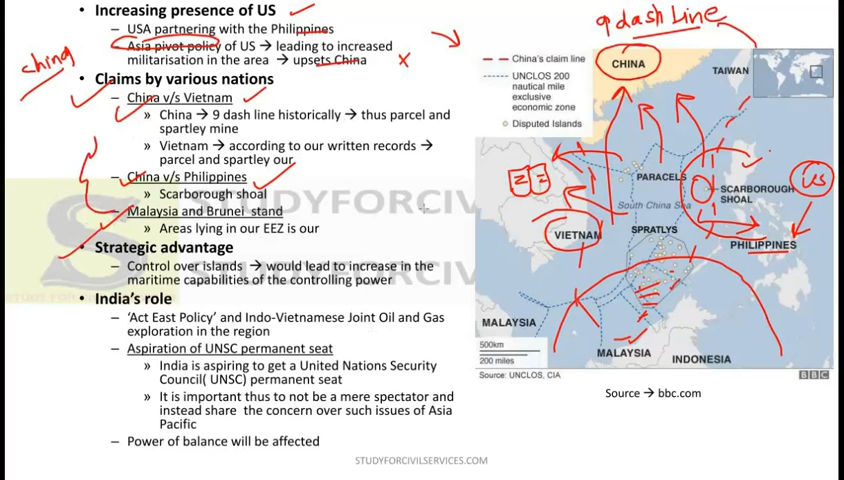 • Increasing presence of US
– USA partnering with the Philippines
– Asia pivot policy of US → leading to increased
militarisation in the area → upsets China
• Claims by various nations
– China v/s Vietnam
» China → 9 dash line historically → thus parcel and
spartley mine
» Vietnam → according to our written records →
parcel and spartley our
– China v/s Philippines
» Scarborough shoal
– Malaysia and Brunei stand
» Areas lying in our EEZ is our
• Strategic advantage
– Control over islands → would lead to increase in the
maritime capabilities of the controlling power
• India's role
– 'Act East Policy' and Indo-Vietnamese Joint Oil and Gas
exploration in the region
– Aspiration of UNSC permanent seat
» India is aspiring to get a United Nations Security
Council( UNSC) permanent seat
» It is important thus to not be a mere spectator and
instead share the concern over such issues of Asia
Pacific
– Power of balance will be affected
ching
9 dash Line
China's claim line
UNCLOS 200
nautical mile
exclusive
economic zone
Disputed Islands
CHINA
TAIWAN
PARACELS
SCARBOROUGH
SHOAL
US
South China Sea
VIETNAM
SPRATLYS
PHILIPPINES
MALAYSIA
MALAYSIA
INDONESIA
500km
200 miles
Source: UNCLOS, CIA
BBC
Source → bbc.com
STUDYFORCIV
STUDYFORCIV
STUDYFORCIVILSERVICES.COM